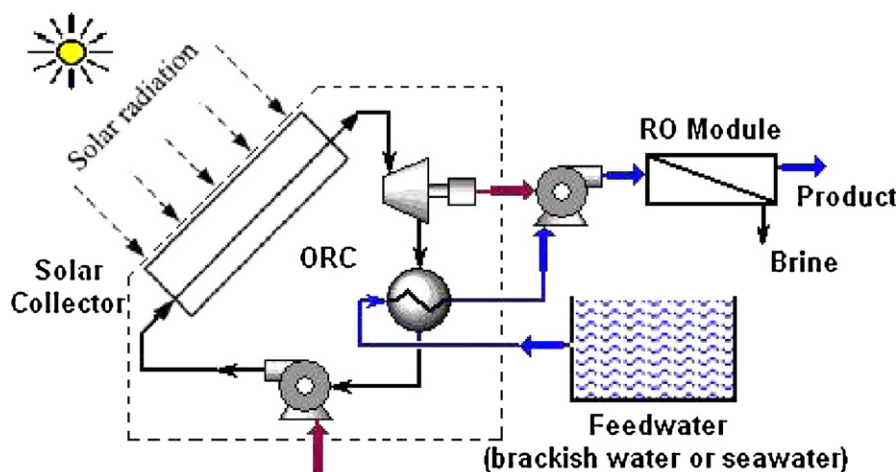 Solar radiation
RO Module
Product
Brine
ORC
Solar
Collector
Feedwater
(brackish water or seawater)